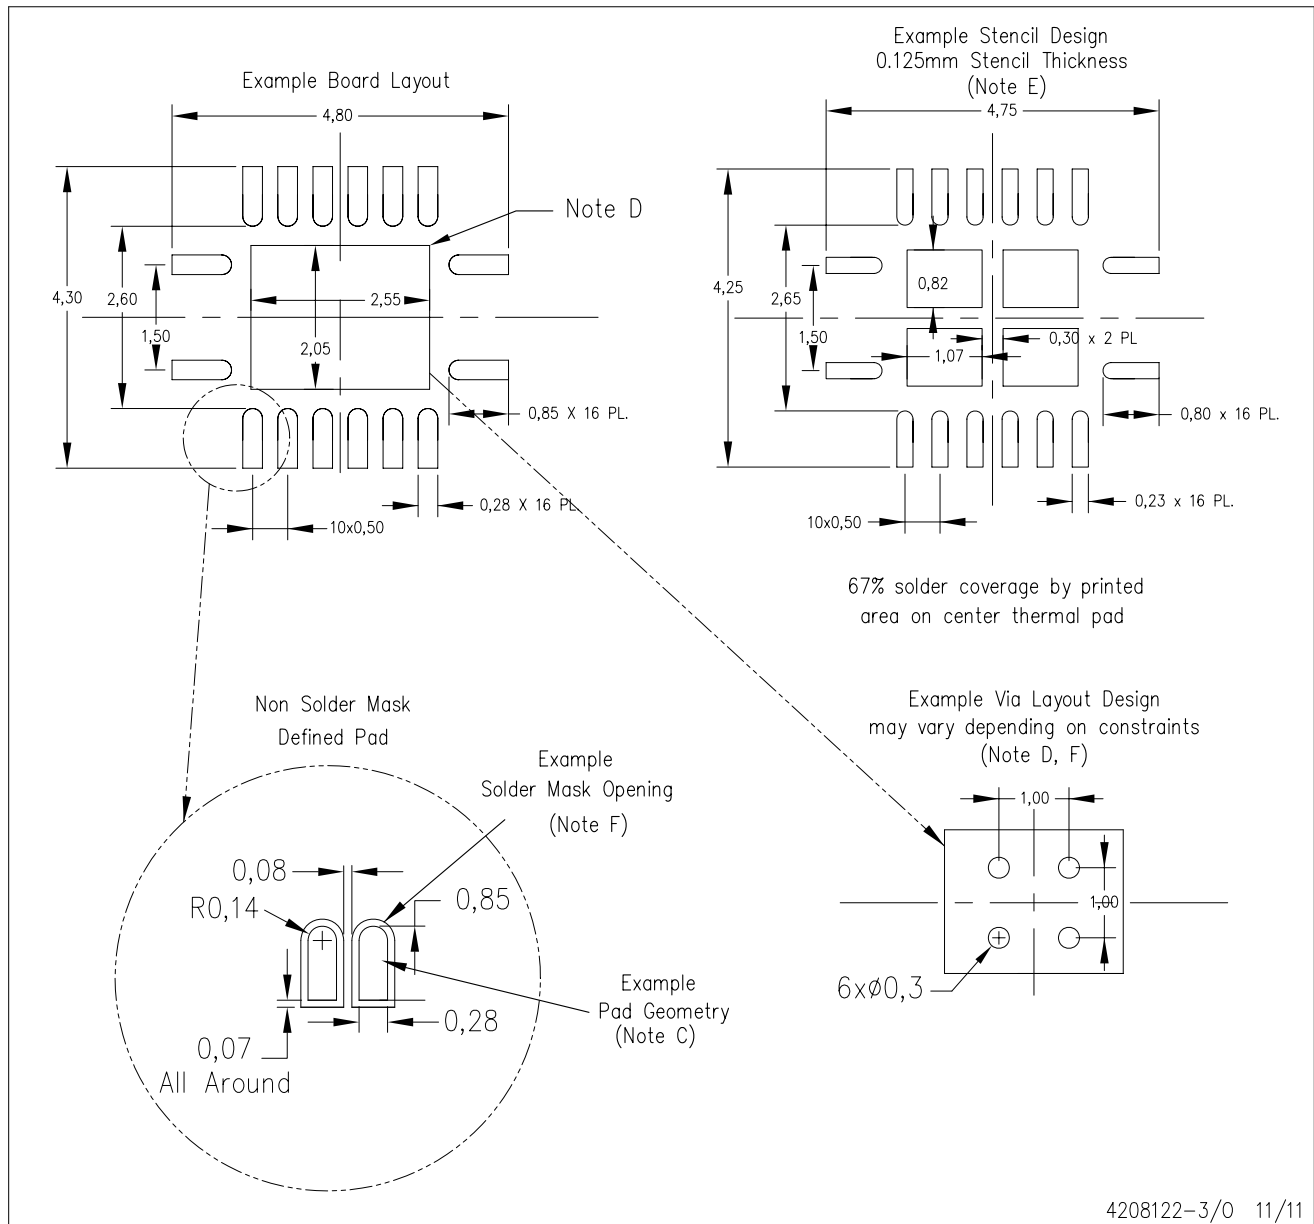 Example Board Layout
4,80
4,30
2,60
1,50
2,55
2,05
Note D
0,85 X 16 PL.
0,28 X 16 PL
10x0,50
Example Stencil Design
0.125mm Stencil Thickness
(Note E)
4,75
4,25
2,65
1,50
0,82
1,07
0,30 x 2 PL
0,80 x 16 PL.
0,23 x 16 PL.
10x0,50
67% solder coverage by printed
area on center thermal pad
Non Solder Mask
Defined Pad
Example
Solder Mask Opening
(Note F)
0,08
R0,14
0,85
0,28
0,07
All Around
Example
Pad Geometry
(Note C)
Example Via Layout Design
may vary depending on constraints
(Note D, F)
1,00
1,00
6xø0,3
4208122-3/O 11/11